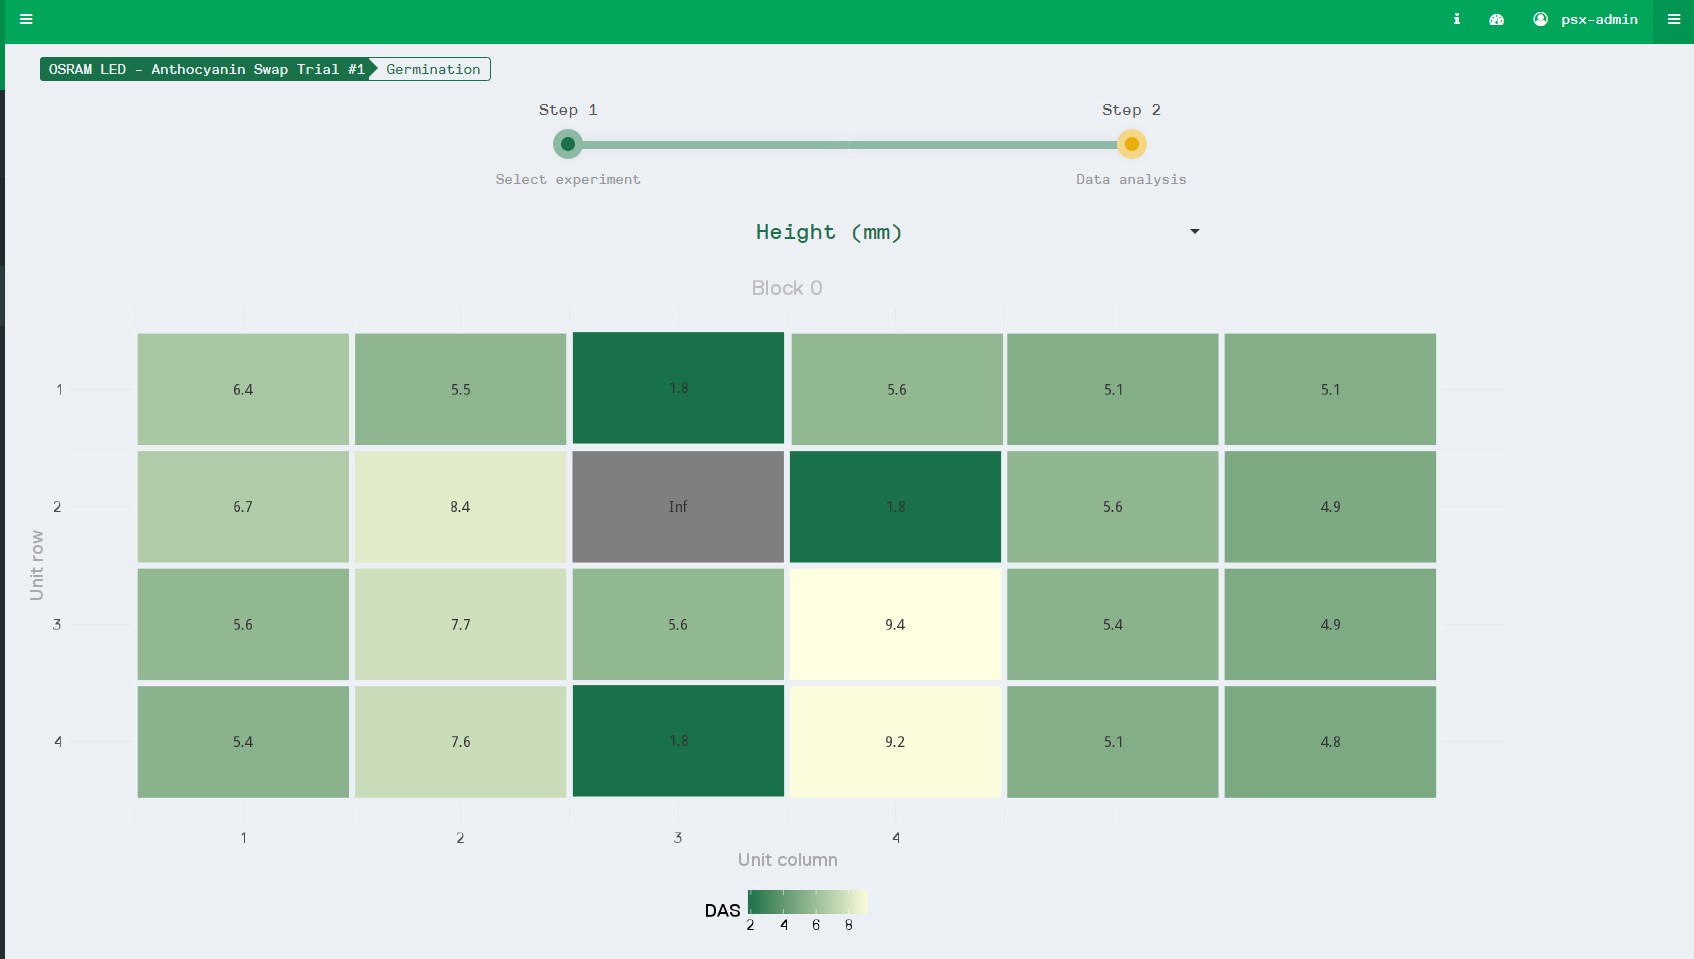 psx-admin
OSRAM LED - Anthocyanin Swap Trial #1 Germination
Step 1 Step 2
Select experiment Data analysis
Height (mm)
Block 0
1 6.4 5.5 1.8 5.6 5.1 5.1
2 6.7 8.4 Inf 1.8 5.6 4.9
3 5.6 7.7 5.6 9.4 5.4 4.9
4 5.4 7.6 1.8 9.2 5.1 4.8
Unit row
1 2 3 4
Unit column
DAS
2 4 6 8